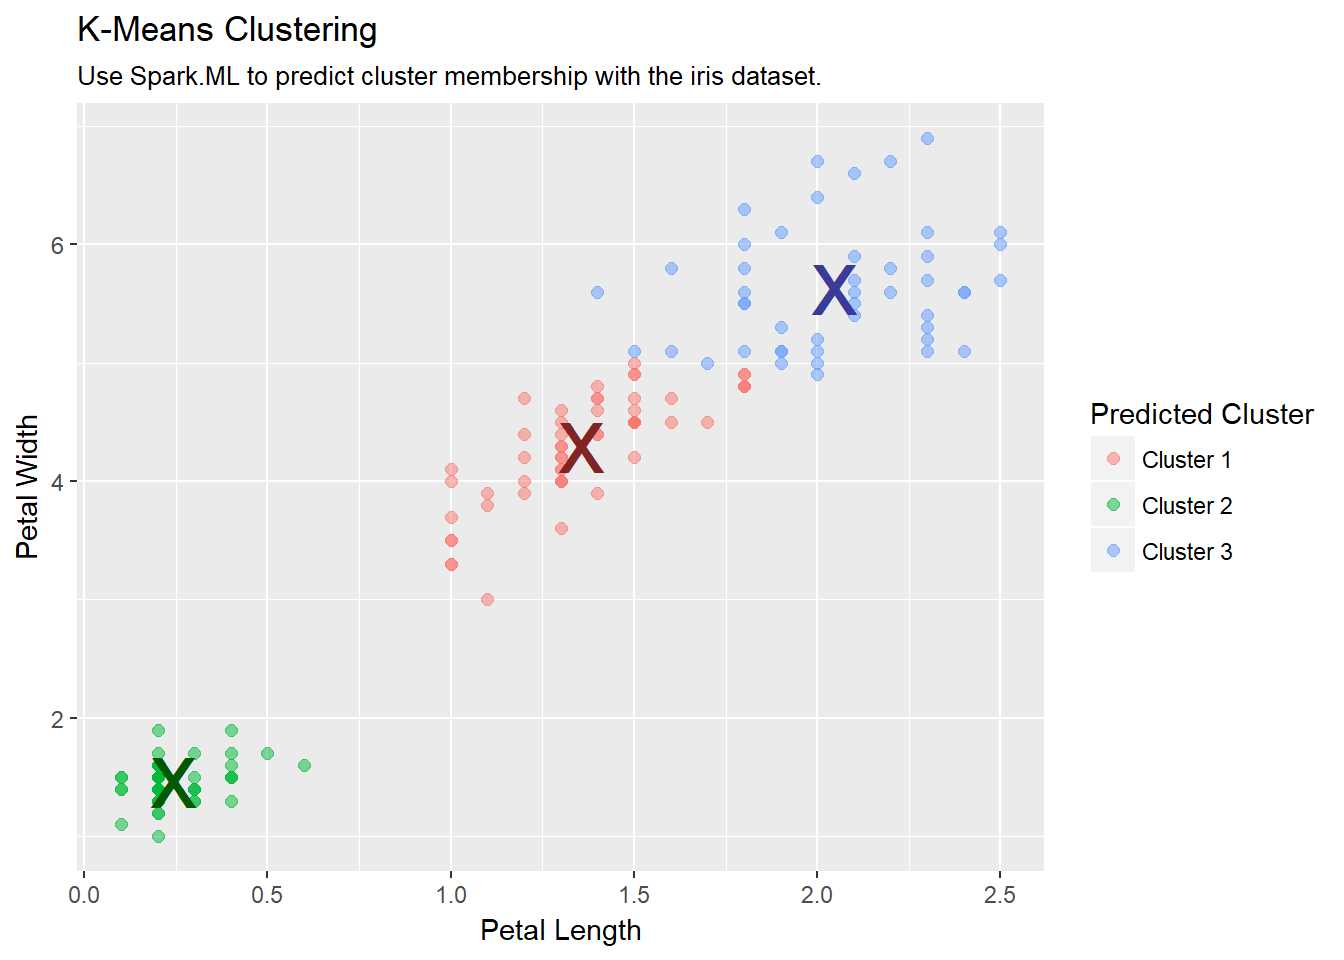 K-Means Clustering
Use Spark.ML to predict cluster membership with the iris dataset.
Petal Width
6
4
2
X
X
X
0.0 0.5 1.0 1.5 2.0 2.5
Petal Length
Predicted Cluster
Cluster 1
Cluster 2
Cluster 3